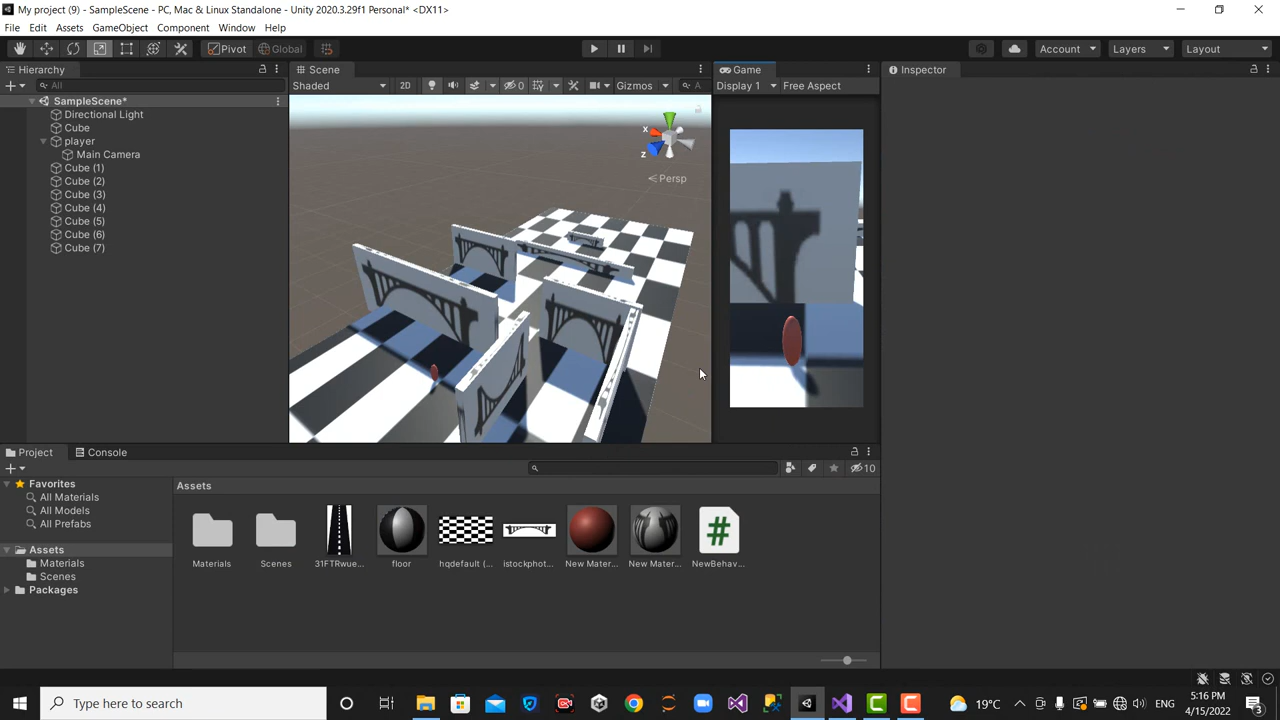 My project (9) - SampleScene - PC, Mac & Linux Standalone - Unity 2020.3.29f1 Personal* <DX11>
File Edit Assets GameObject Component Window Help
Pivot Global Account Layers Layout
Hierarchy Scene Game Inspector
All Shaded 2D 0 Gizmos A Display 1 Free Aspect
SampleScene*
Directional Light
Cube
player
Main Camera
Cube (1)
Cube (2)
Cube (3)
Cube (4)
Cube (5)
Cube (6)
Cube (7)
x
z
Persp
Project Console
10
Favorites
All Materials
All Models
All Prefabs
Assets
Materials
Scenes
Packages
Assets
Materials Scenes 31FTRwue... floor hqdefault (... istockphot... New Mater... New Mater... NewBehav...
Type here to search
19°C
ENG
5:16 PM
4/15/2022
3